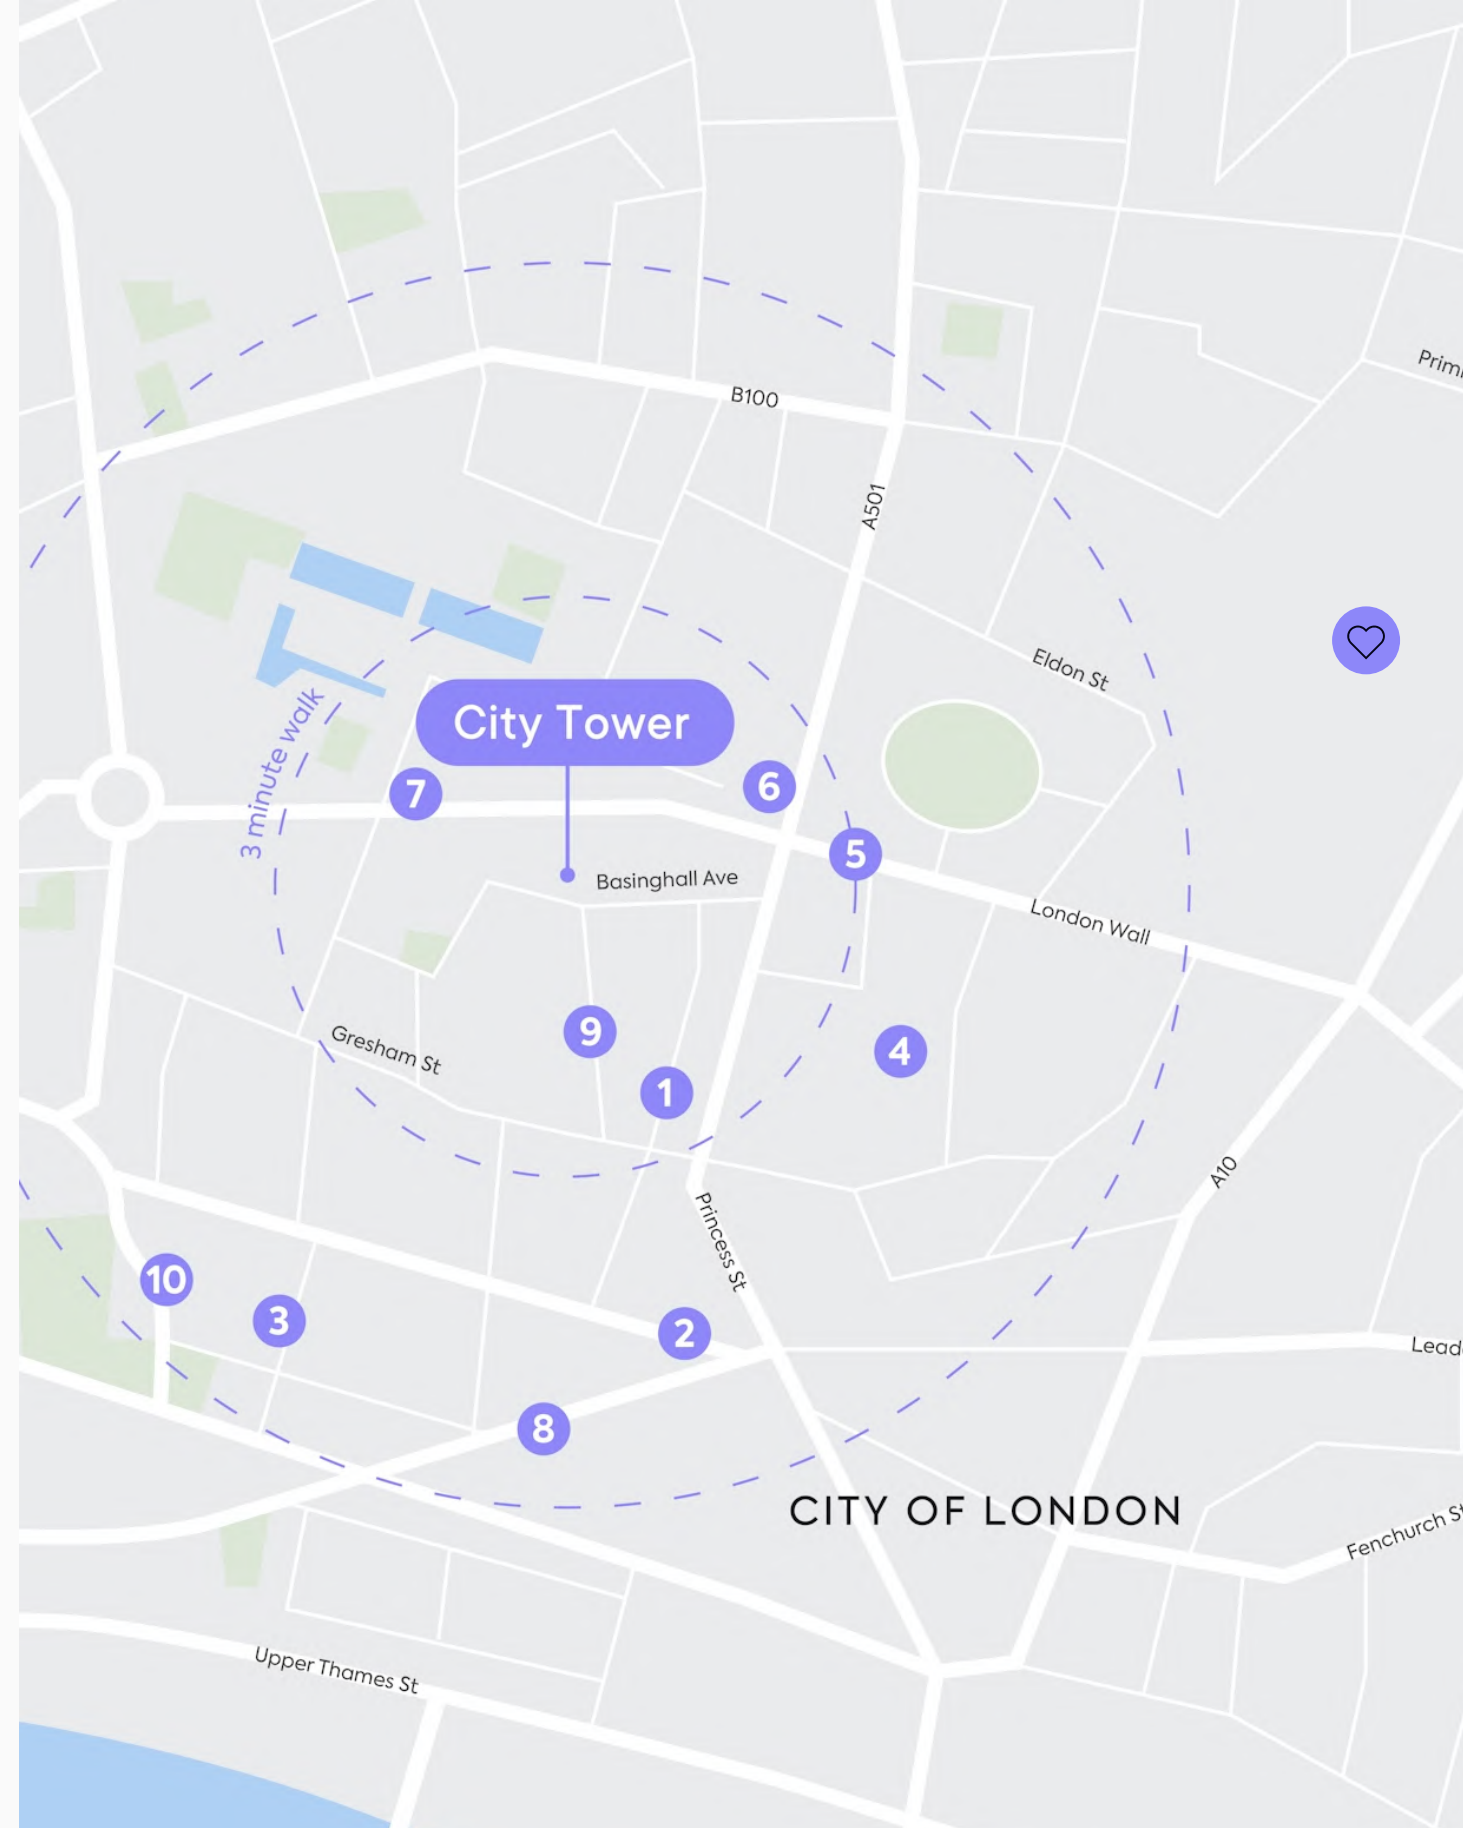 B100
Prim
A501
Eldon St
3 minute walk
City Tower
7
6
5
Basinghall Ave
London Wall
9
Gresham St
4
1
A10
Princess St
10
3
2
Lead
8
CITY OF LONDON
Fenchurch St
Upper Thames St